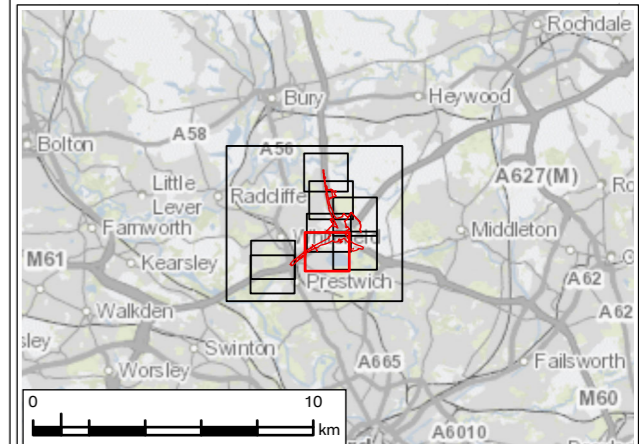 Rochdale
Bury
Heywood
Bolton
A58
A56
A627(M)
Little
Lever
Radcliffe
Farnworth
Middleton
M61
Kearsley
A62
Prestwich
Walkden
A62
Swinton
A665
Failsworth
Worsley
M60
0
10
km
A6010